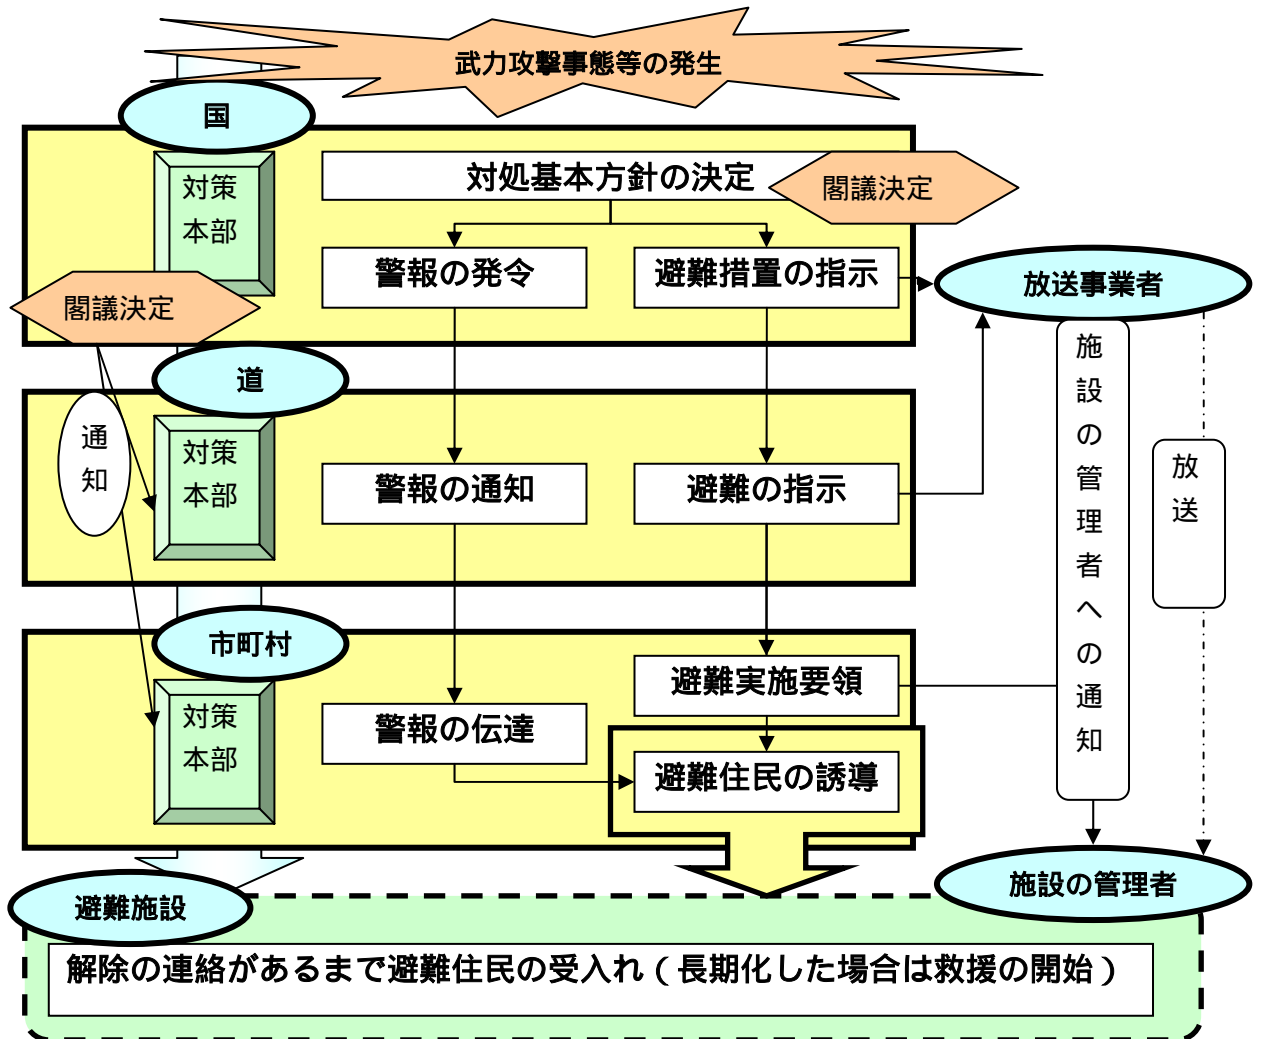 武力攻撃事態等の発生
国
対策
本部
対処基本方針の決定
閣議決定
警報の発令
避難措置の指示
放送事業者
閣議決定
道
通
知
対策
本部
警報の通知
避難の指示
施
設
の
管
理
者
へ
の
通
知
放
送
市町村
対策
本部
避難実施要領
警報の伝達
避難住民の誘導
避難施設
施設の管理者
解除の連絡があるまで避難住民の受入れ(長期化した場合は救援の開始)